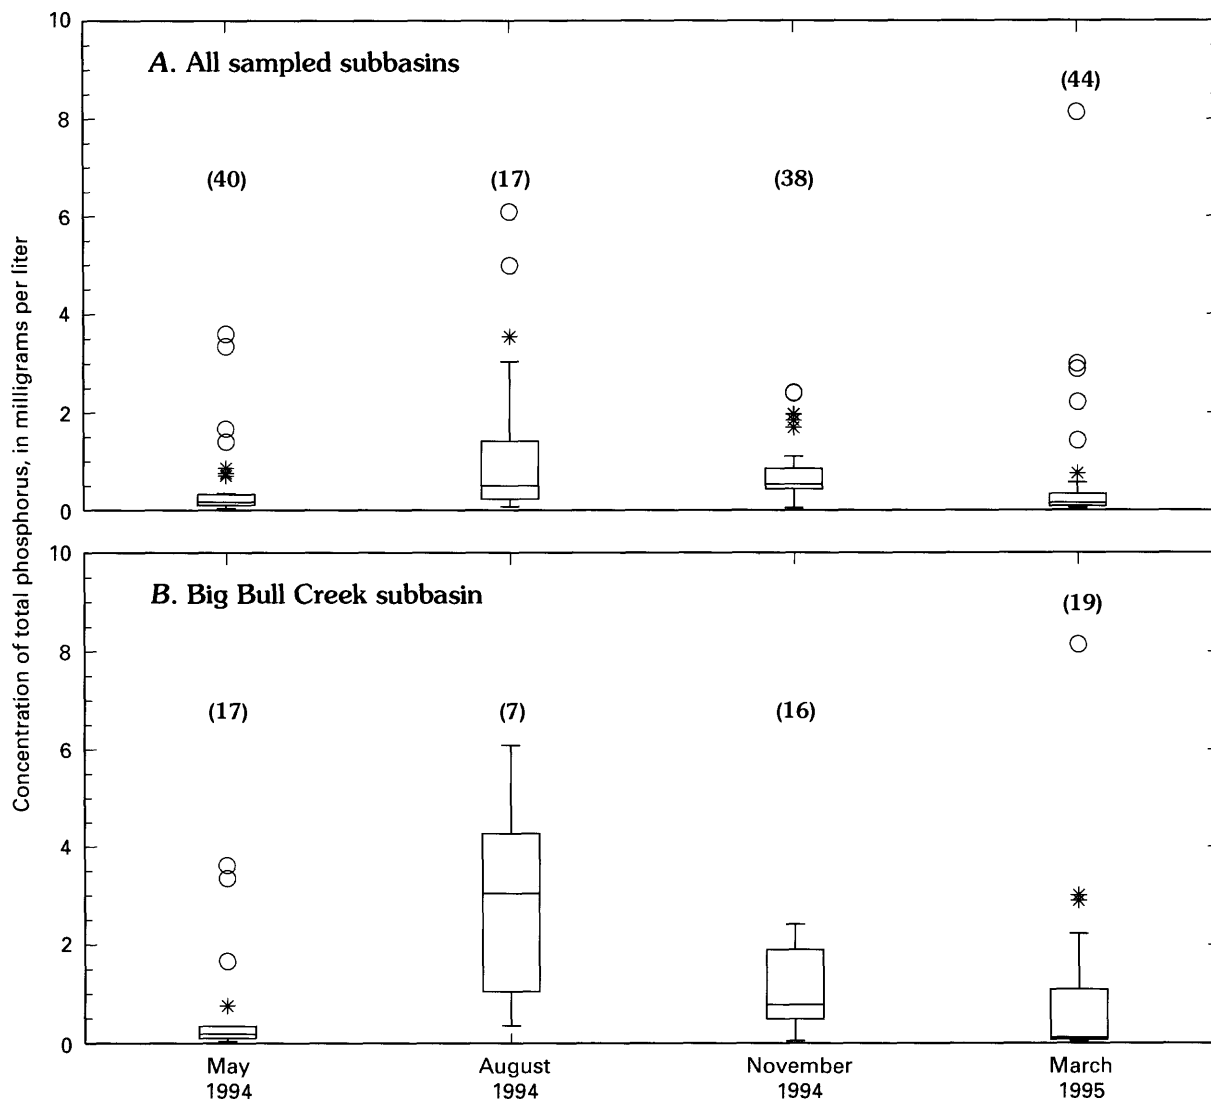 Concentration of total phosphorus, in milligrams per liter
10
A. All sampled subbasins
(44)
8
(40) (17) (38)
6
4
2
0
10
B. Big Bull Creek subbasin
(19)
8
(17) (7) (16)
6
4
2
0
May August November March
1994 1994 1994 1995